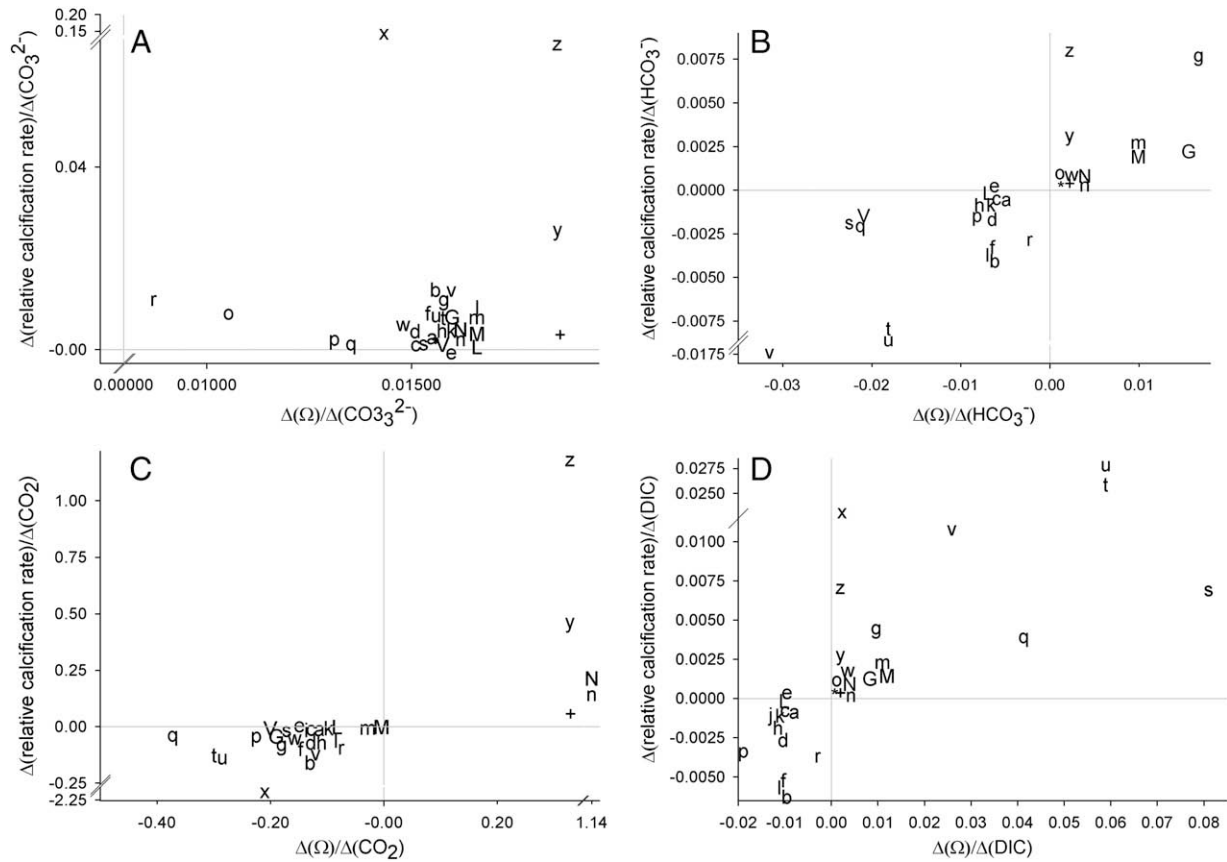 A
Δ(relative calcification rate)/Δ(CO₃²⁻)
0.20
0.15
0.04
-0.00
x
z
y
r
o
b v
g
l
f u t G m
w d h k N
p q c s a V n M
e L
+
0.00000 0.01000 0.01500
Δ(Ω)/Δ(CO3₃²⁻)
B
Δ(relative calcification rate)/Δ(HCO₃⁻)
0.0075
0.0050
0.0025
0.0000
-0.0025
-0.0050
-0.0075
-0.0175
z g
y m
M G
o w N
* + n
e
L c a
h k
p d
s V q
r
f
l b
t
u
v
-0.03 -0.02 -0.01 0.00 0.01
Δ(Ω)/Δ(HCO₃⁻)
C
Δ(relative calcification rate)/Δ(CO₂)
1.00
0.75
0.50
0.25
0.00
-0.25
-2.25
z
y
N
n
+
V s e i c a k L m M
q p G w
g f d h l r
t u v
b
x
-0.40 -0.20 -0.00 0.20 1.14
Δ(Ω)/Δ(CO₂)
D
Δ(relative calcification rate)/Δ(DIC)
0.0275
0.0250
0.0100
0.0075
0.0050
0.0025
0.0000
-0.0025
-0.0050
u
t
x
v
z s
g
q
y m
w M
o N G
* + n
e
L
c a
j k
h
d
p r
f
l b
-0.02 -0.01 0.00 0.01 0.02 0.03 0.04 0.05 0.06 0.07 0.08
Δ(Ω)/Δ(DIC)